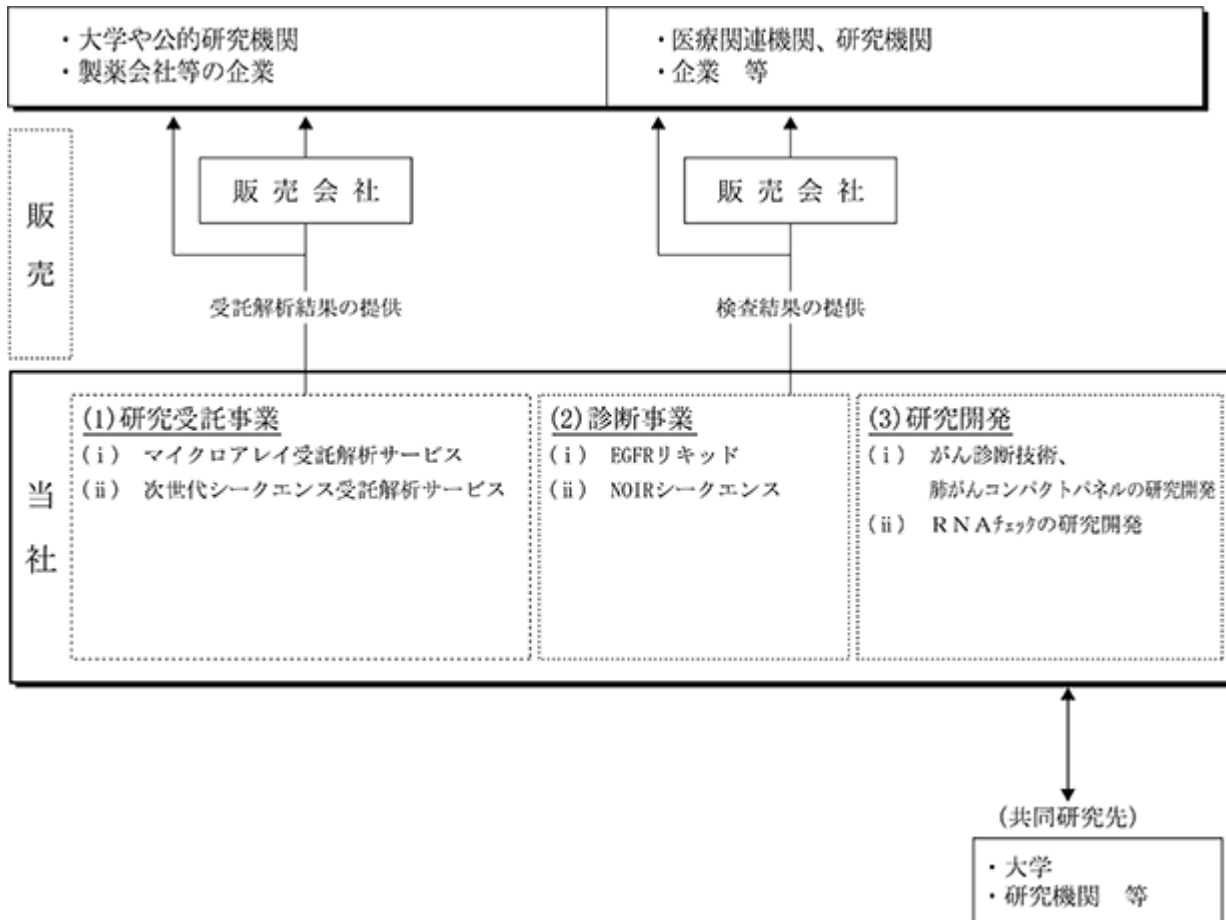 ・大学や公的研究機関
・製薬会社等の企業
・医療関連機関、研究機関
・企業　等
販売
販 売 会 社
販 売 会 社
受託解析結果の提供
検査結果の提供
当社
(1)研究受託事業
(ⅰ)　マイクロアレイ受託解析サービス
(ⅱ)　次世代シークエンス受託解析サービス
(2)診断事業
(ⅰ)　EGFRリキッド
(ⅱ)　NOIRシークエンス
(3)研究開発
(ⅰ)　がん診断技術、
肺がんコンパクトパネルの研究開発
(ⅱ)　ＲＮＡﾁｪｯｸの研究開発
(共同研究先)
・大学
・研究機関　等